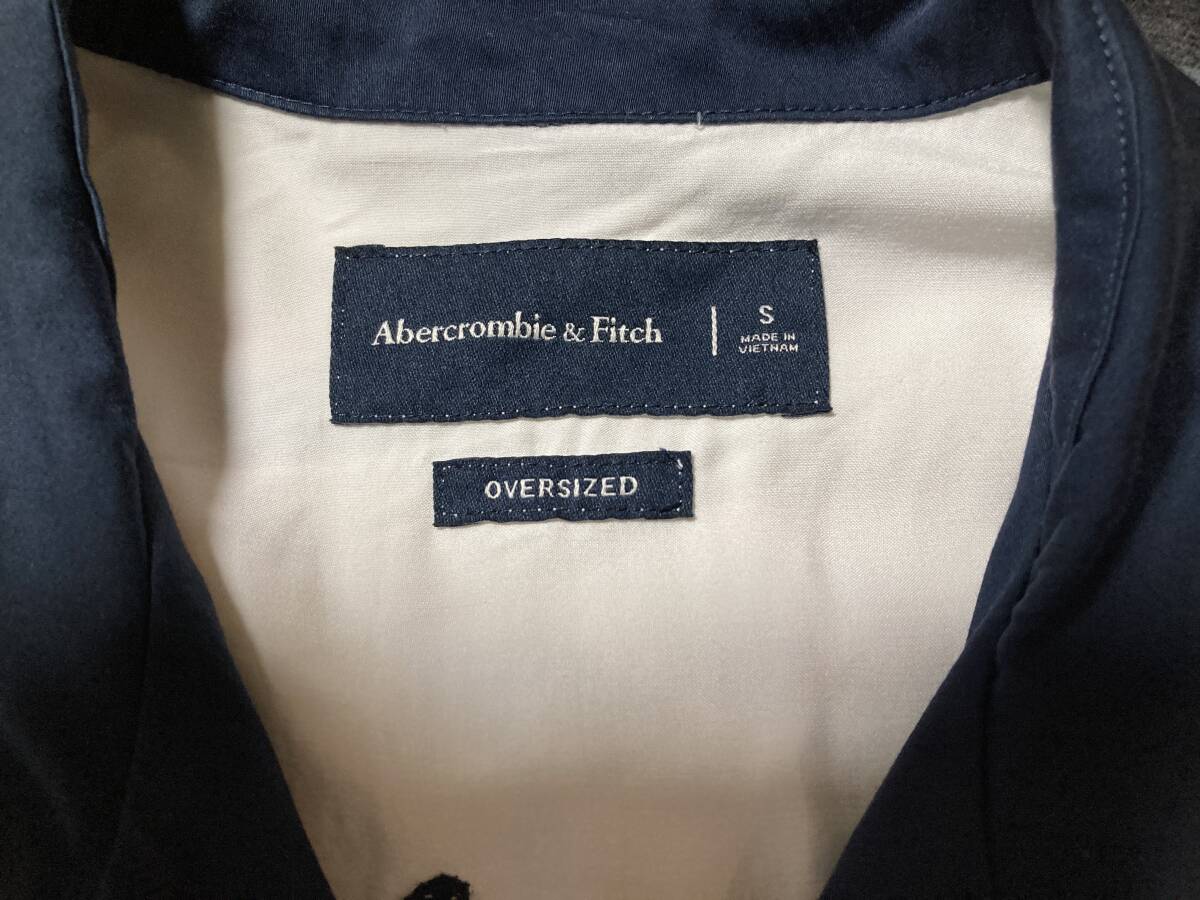 Abercrombie & Fitch
S
MADE IN
VIETNAM
OVERSIZED